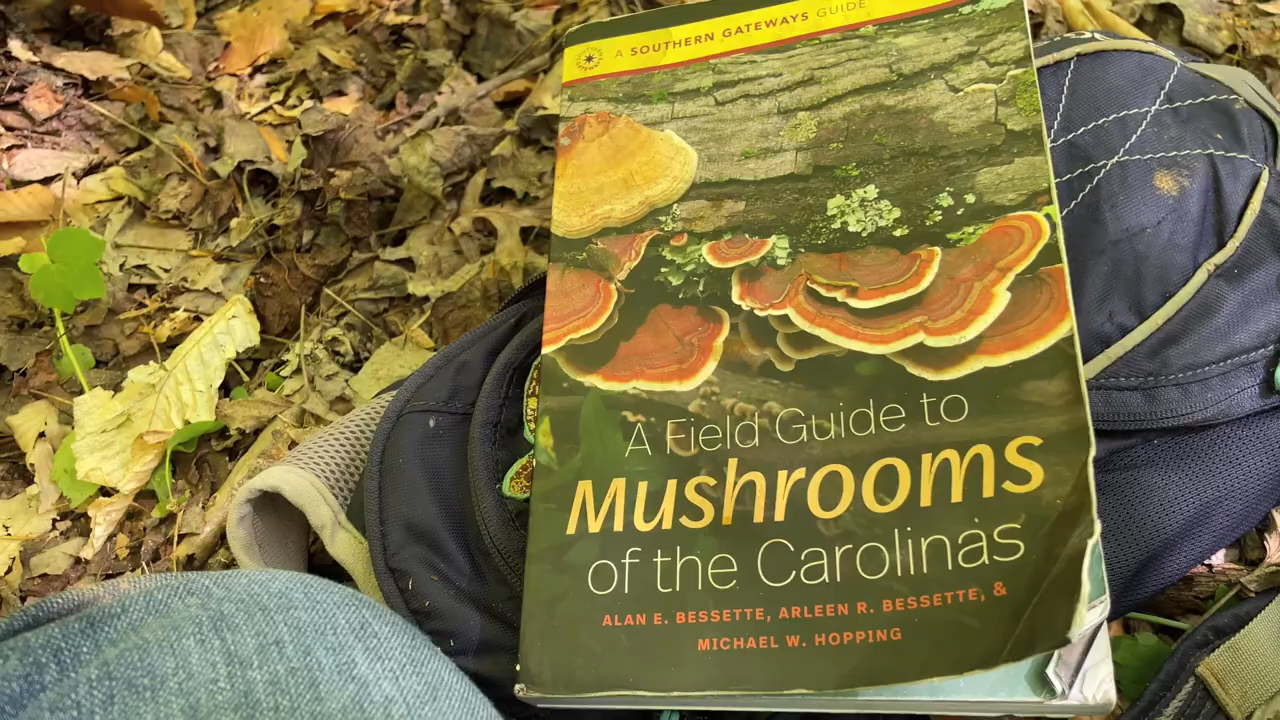 A SOUTHERN GATEWAYS GUIDE
A Field Guide to
Mushrooms
of the Carolinas
ALAN E. BESSETTE, ARLEEN R. BESSETTE, &
MICHAEL W. HOPPING